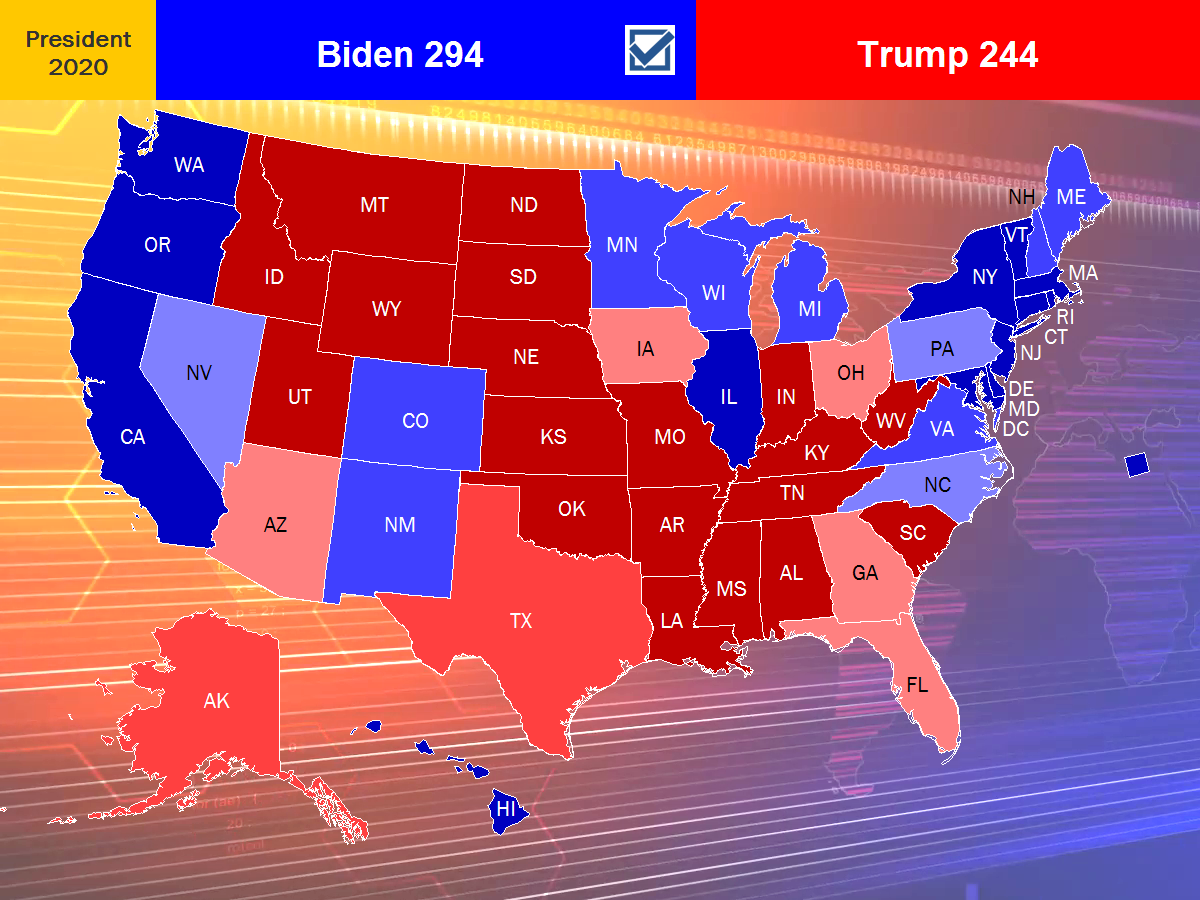 President
2020
Biden 294
Trump 244
WA
MT
ND
NH
ME
OR
MN
VT
ID
SD
NY
MA
WY
WI
MI
RI
CT
NV
NE
IA
PA
NJ
UT
OH
DE
CO
IL
IN
MD
WV
VA
DC
CA
KS
MO
KY
NC
TN
OK
AZ
NM
AR
SC
MS
AL
GA
TX
LA
FL
AK
HI